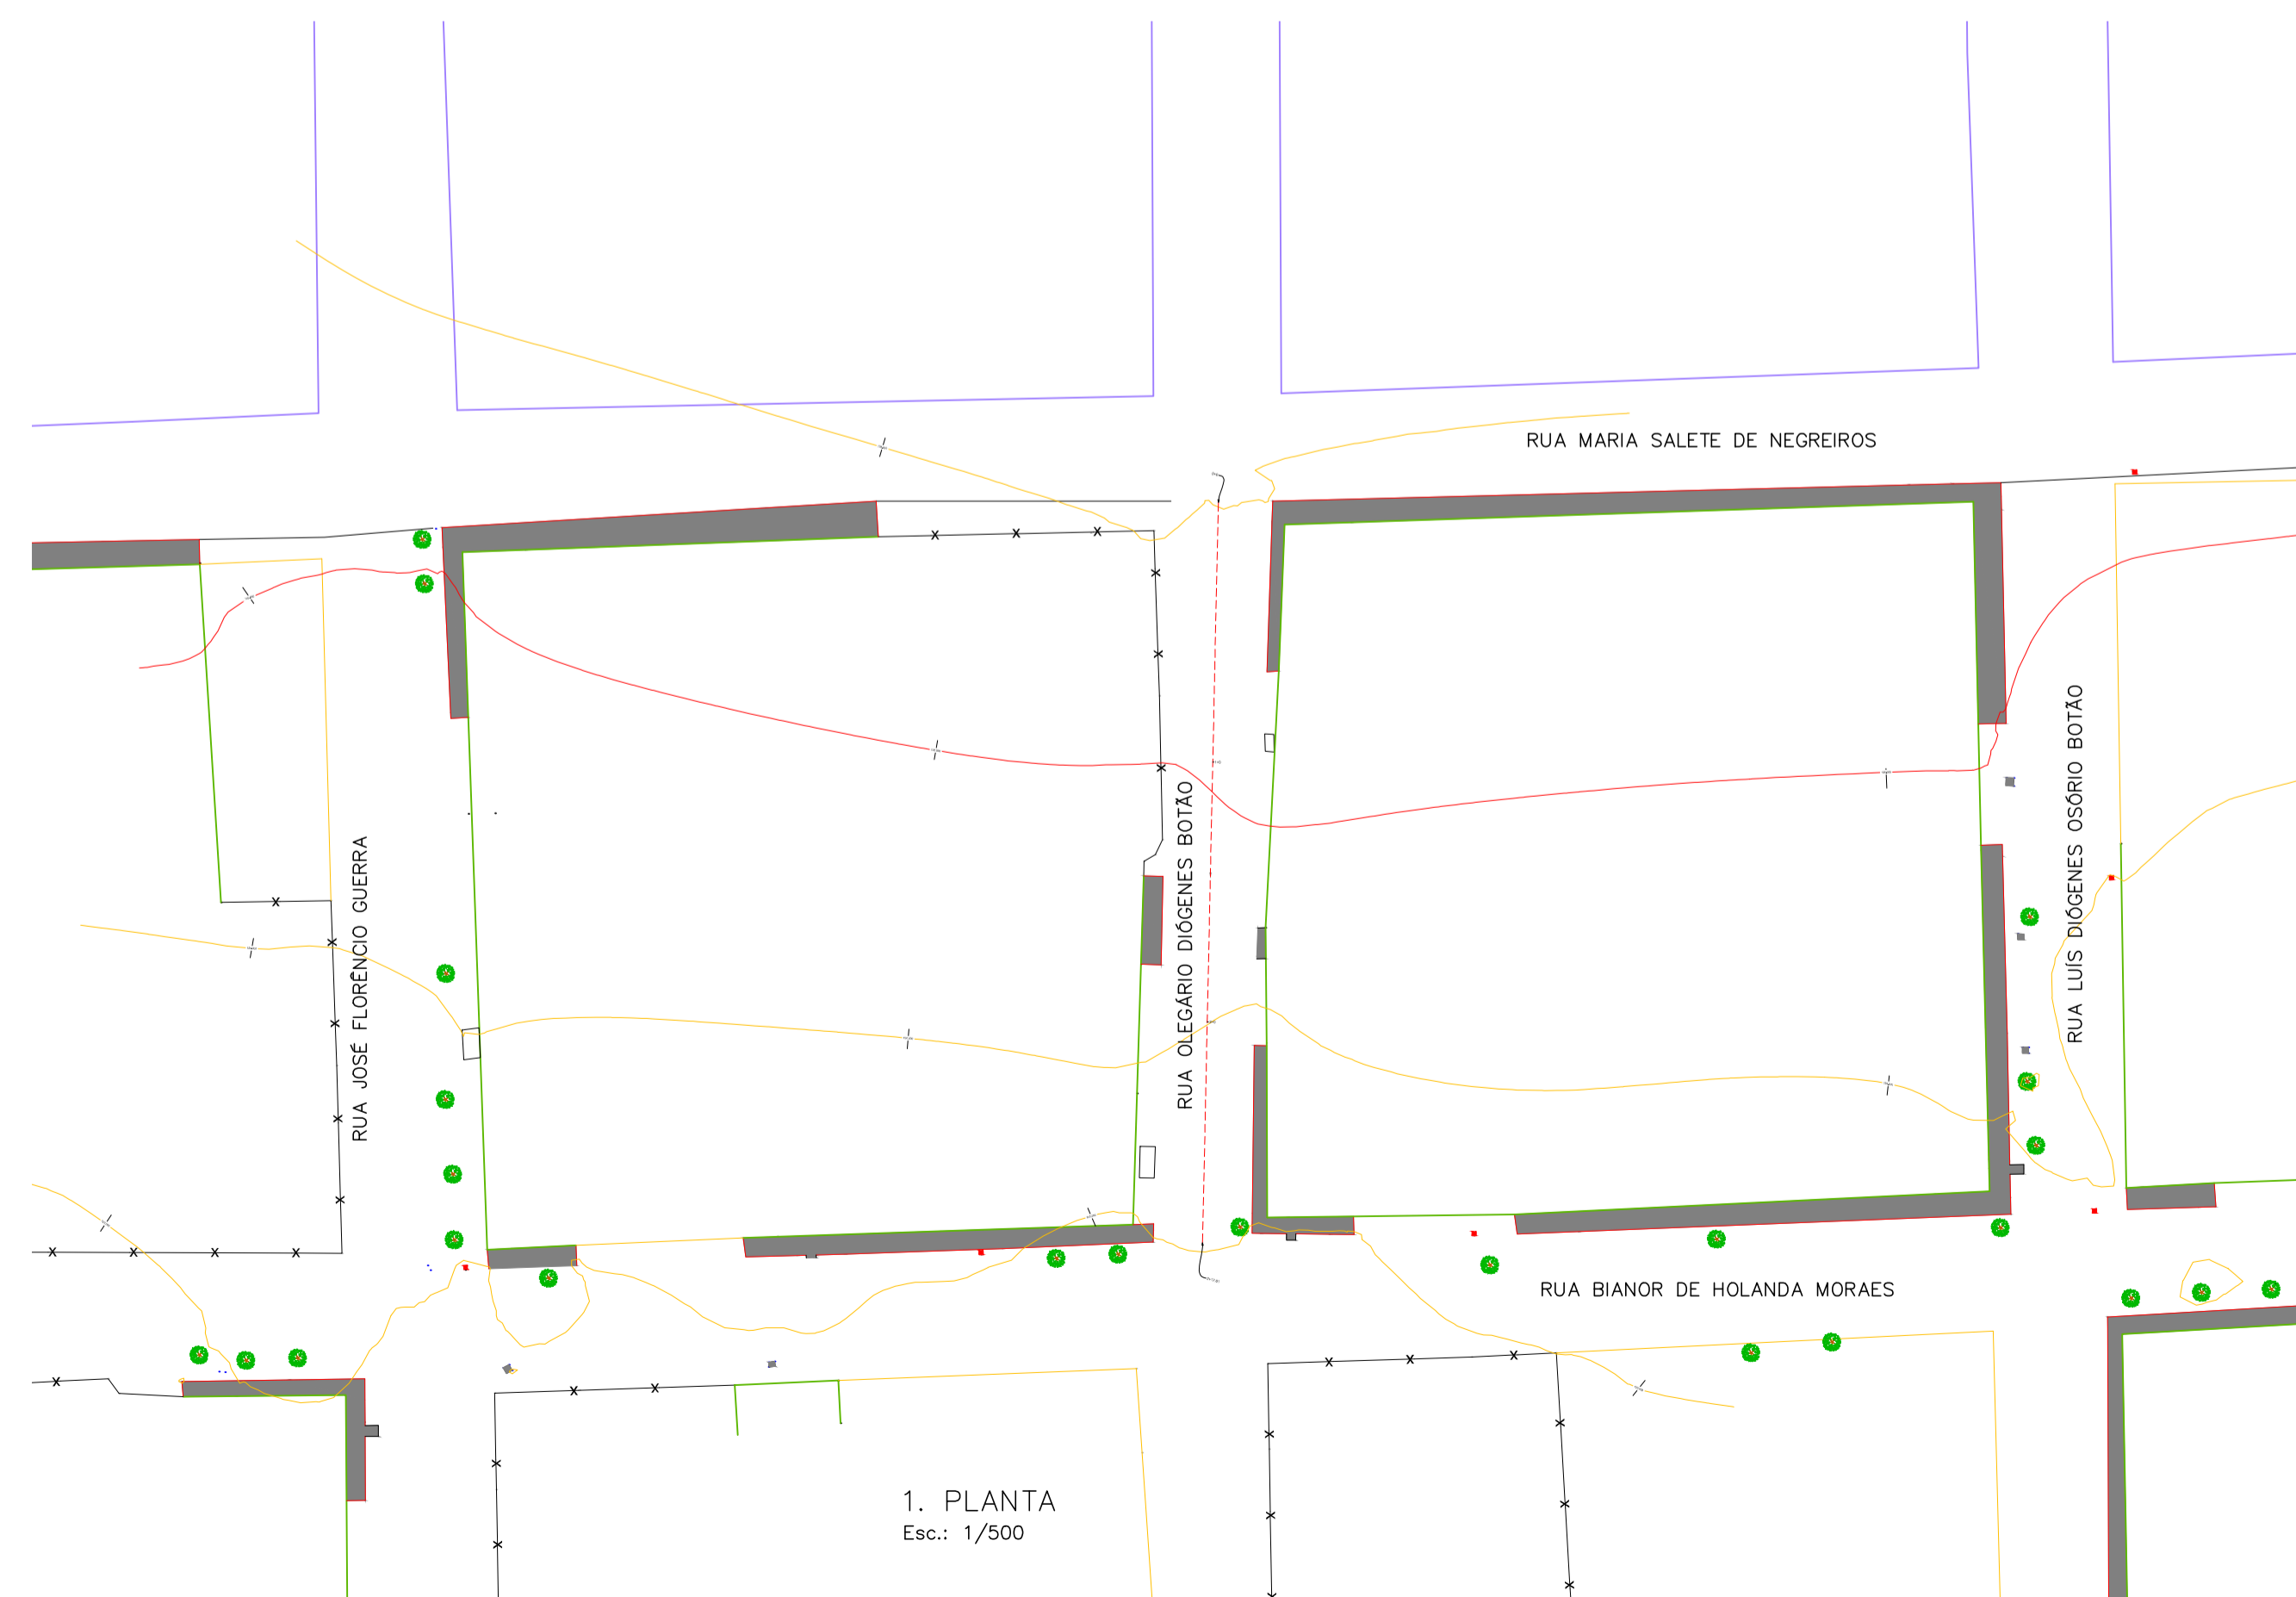 RUA MARIA SALETE DE NEGREIROS
RUA JOSÉ FLORÊNCIO GUERRA
RUA OLEGÁRIO DIÓGENES BOTÃO
RUA LUÍS DIÓGENES OSÓRIO BOTÃO
RUA BIANOR DE HOLANDA MORAES
1. PLANTA
Esc.: 1/500